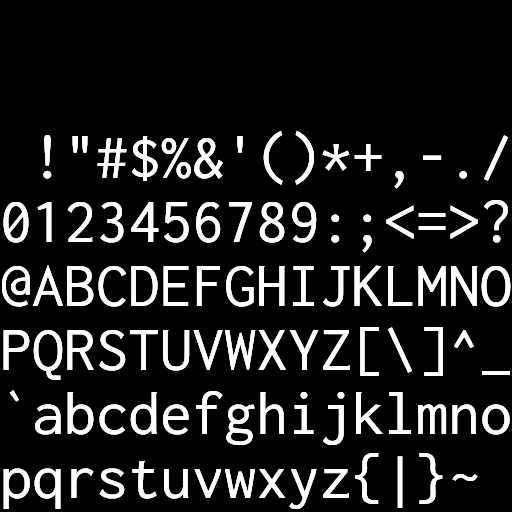 !"#$%&'()*+,-./
0123456789:;<=>?
@ABCDEFGHIJKLMNO
PQRSTUVWXYZ[\]^_
`abcdefghijklmno
pqrstuvwxyz{|}~